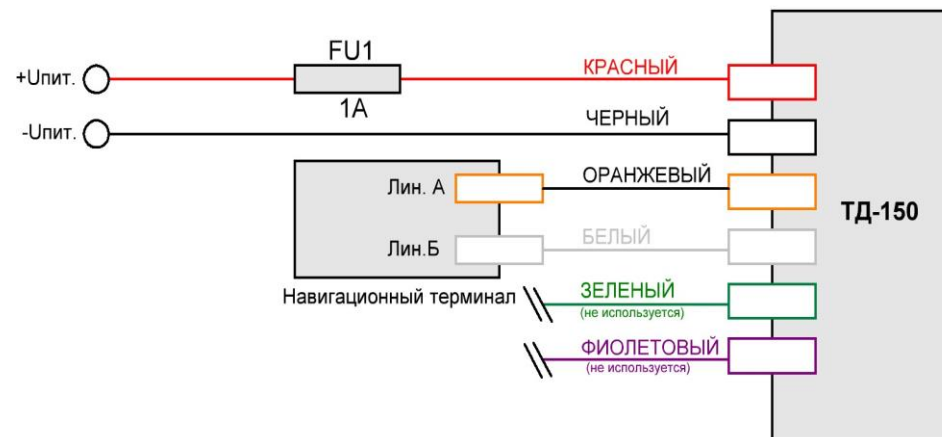 FU1
+Uпит.
КРАСНЫЙ
1А
-Uпит.
ЧЕРНЫЙ
Лин. А
ОРАНЖЕВЫЙ
ТД-150
Лин.Б
БЕЛЫЙ
Навигационный терминал
ЗЕЛЕНЫЙ
(не используется)
ФИОЛЕТОВЫЙ
(не используется)